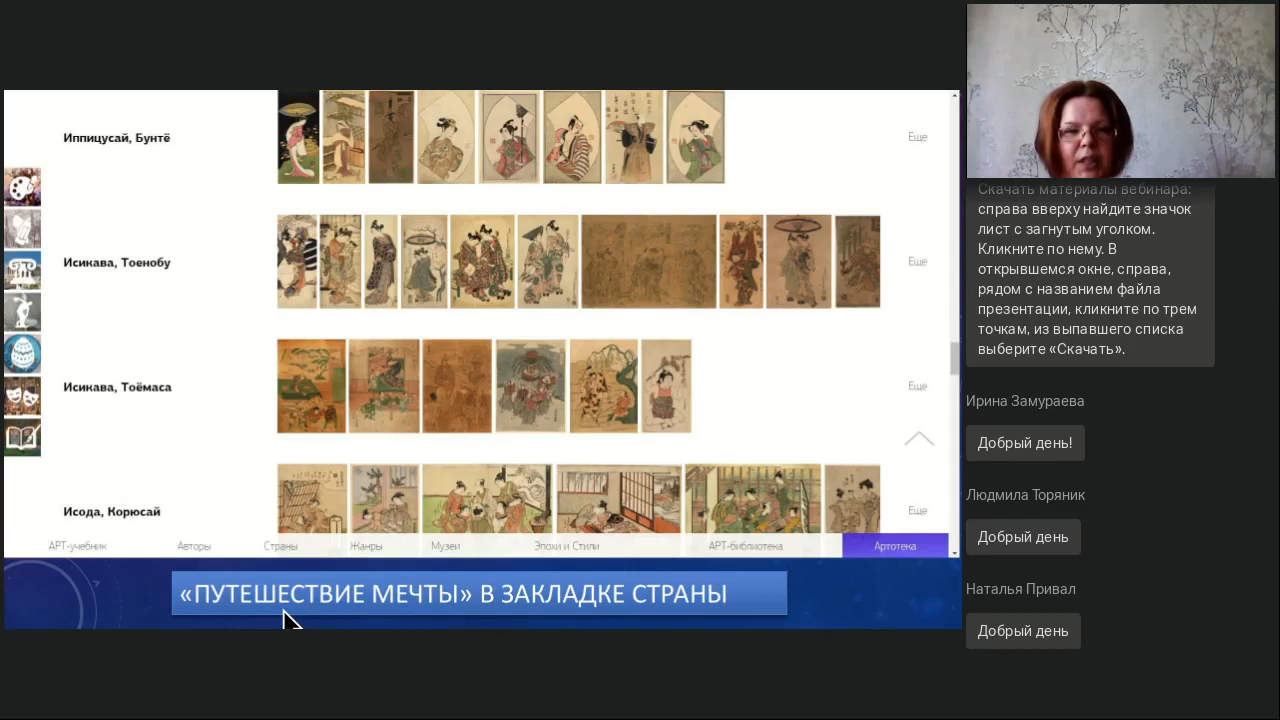 Иппицусай, Бунтё
Еще
Исикава, Тоенобу
Еще
Исикава, Тоёмаса
Еще
Исода, Корюсай
Еще
АРТ-учебник Авторы Страны Жанры Музеи Эпохи и Стили АРТ-библиотека Артотека
«ПУТЕШЕСТВИЕ МЕЧТЫ» В ЗАКЛАДКЕ СТРАНЫ
Скачать материалы вебинара:
справа вверху найдите значок
лист с загнутым уголком.
Кликните по нему. В
открывшемся окне, справа,
рядом с названием файла
презентации, кликните по трем
точкам, из выпавшего списка
выберите «Скачать».
Ирина Замураева
Добрый день!
Людмила Торяник
Добрый день
Наталья Привал
Добрый день